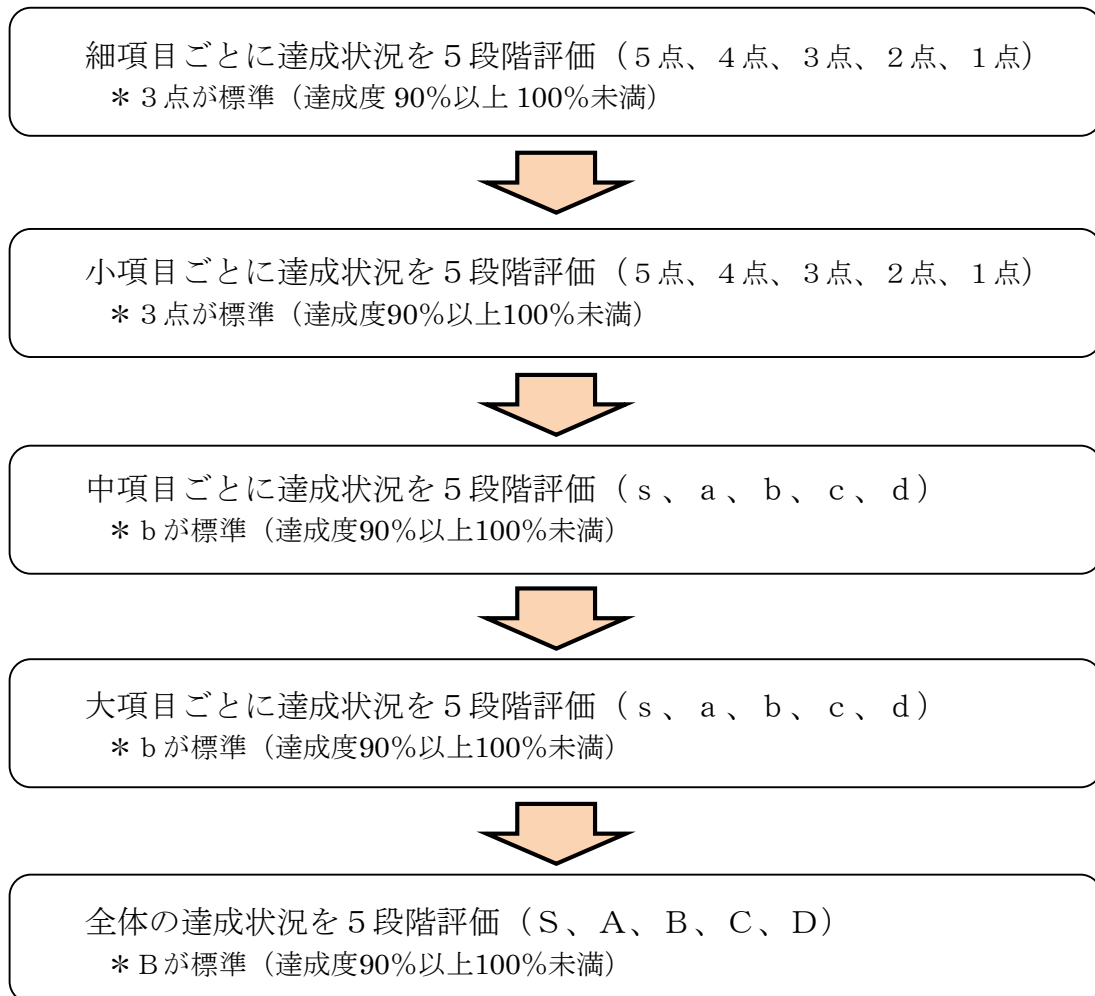 細項目ごとに達成状況を５段階評価（５点、４点、３点、２点、１点）
＊３点が標準（達成度 90％以上 100％未満）
小項目ごとに達成状況を５段階評価（５点、４点、３点、２点、１点）
＊３点が標準（達成度90％以上100％未満）
中項目ごとに達成状況を５段階評価（ｓ、ａ、ｂ、ｃ、ｄ）
＊ｂが標準（達成度90％以上100％未満）
大項目ごとに達成状況を５段階評価（ｓ、ａ、ｂ、ｃ、ｄ）
＊ｂが標準（達成度90％以上100％未満）
全体の達成状況を５段階評価（Ｓ、Ａ、Ｂ、Ｃ、Ｄ）
＊Ｂが標準（達成度90％以上100％未満）